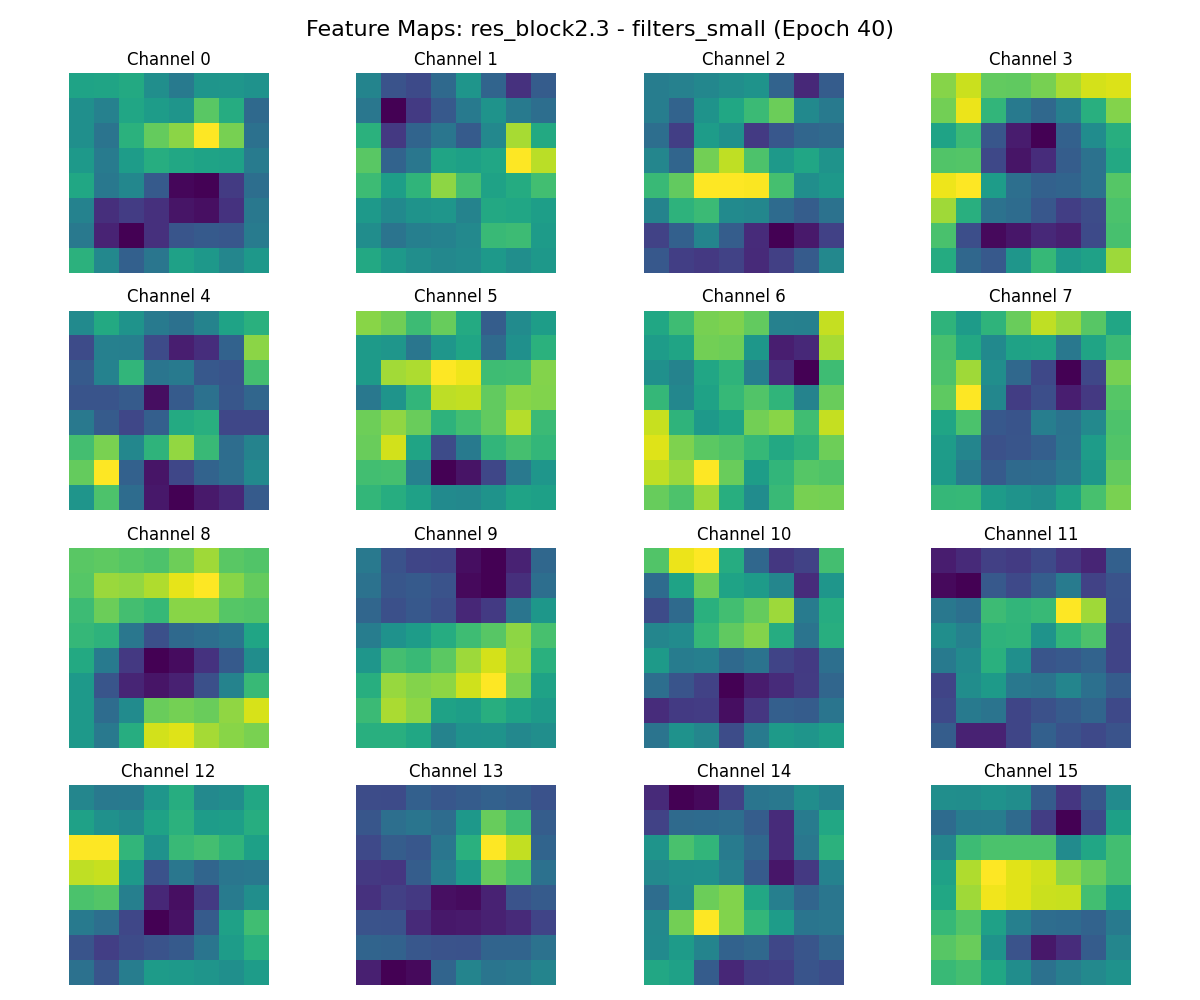 Feature Maps: res_block2.3 - filters_small (Epoch 40)
Channel 0
Channel 1
Channel 2
Channel 3
Channel 4
Channel 5
Channel 6
Channel 7
Channel 8
Channel 9
Channel 10
Channel 11
Channel 12
Channel 13
Channel 14
Channel 15